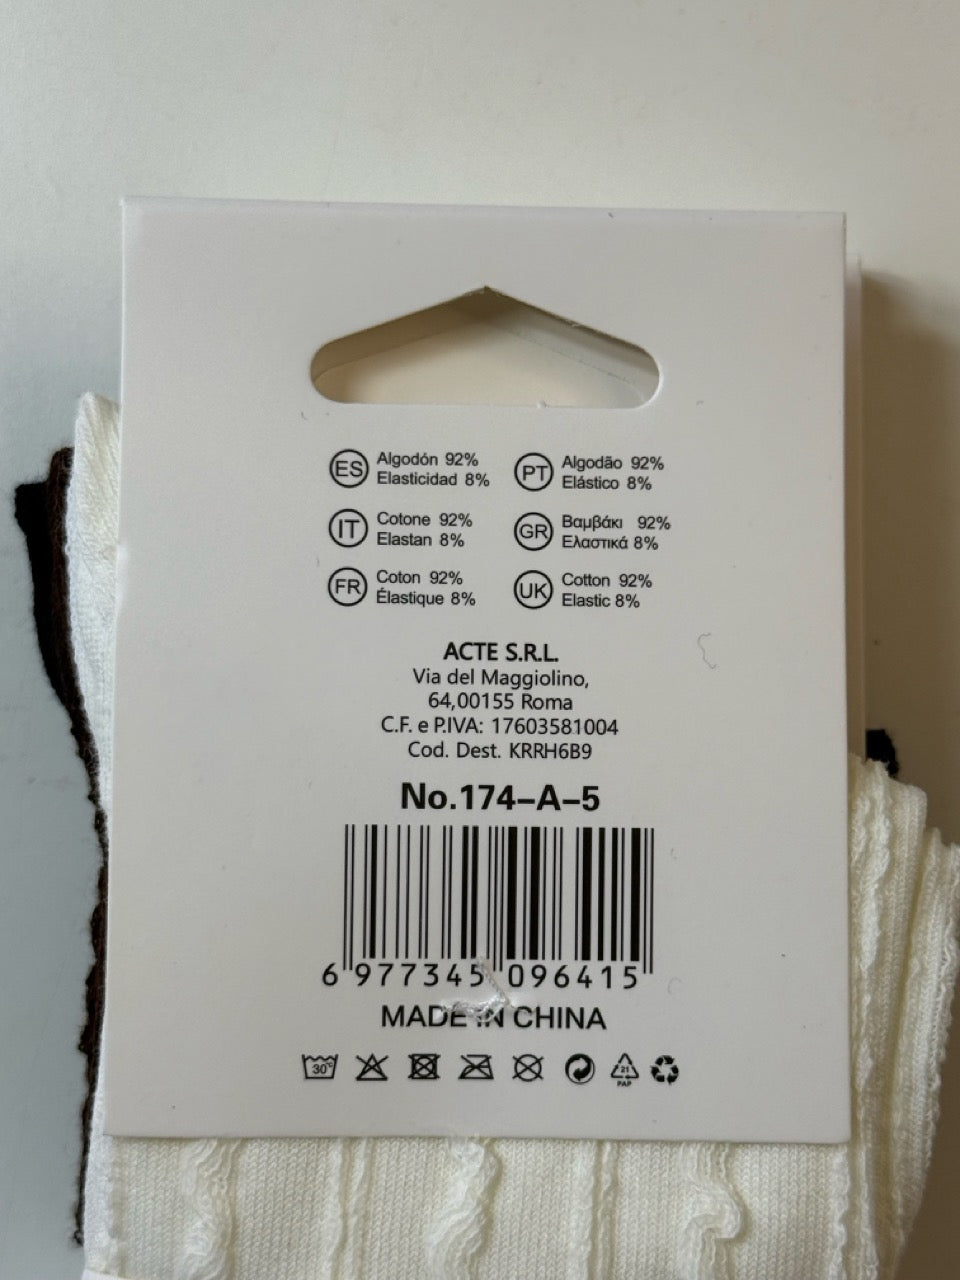 ES Algodón 92%
Elasticidad 8%
PT Algodão 92%
Elástico 8%
IT Cotone 92%
Elastan 8%
GR Βαμβάκι 92%
Ελαστικά 8%
FR Coton 92%
Élastique 8%
UK Cotton 92%
Elastic 8%
ACTE S.R.L.
Via del Maggiolino,
64,00155 Roma
C.F. e P.IVA: 17603581004
Cod. Dest. KRRH6B9
No.174-A-5
6 977345 096415
MADE IN CHINA
30°C
21
PAP